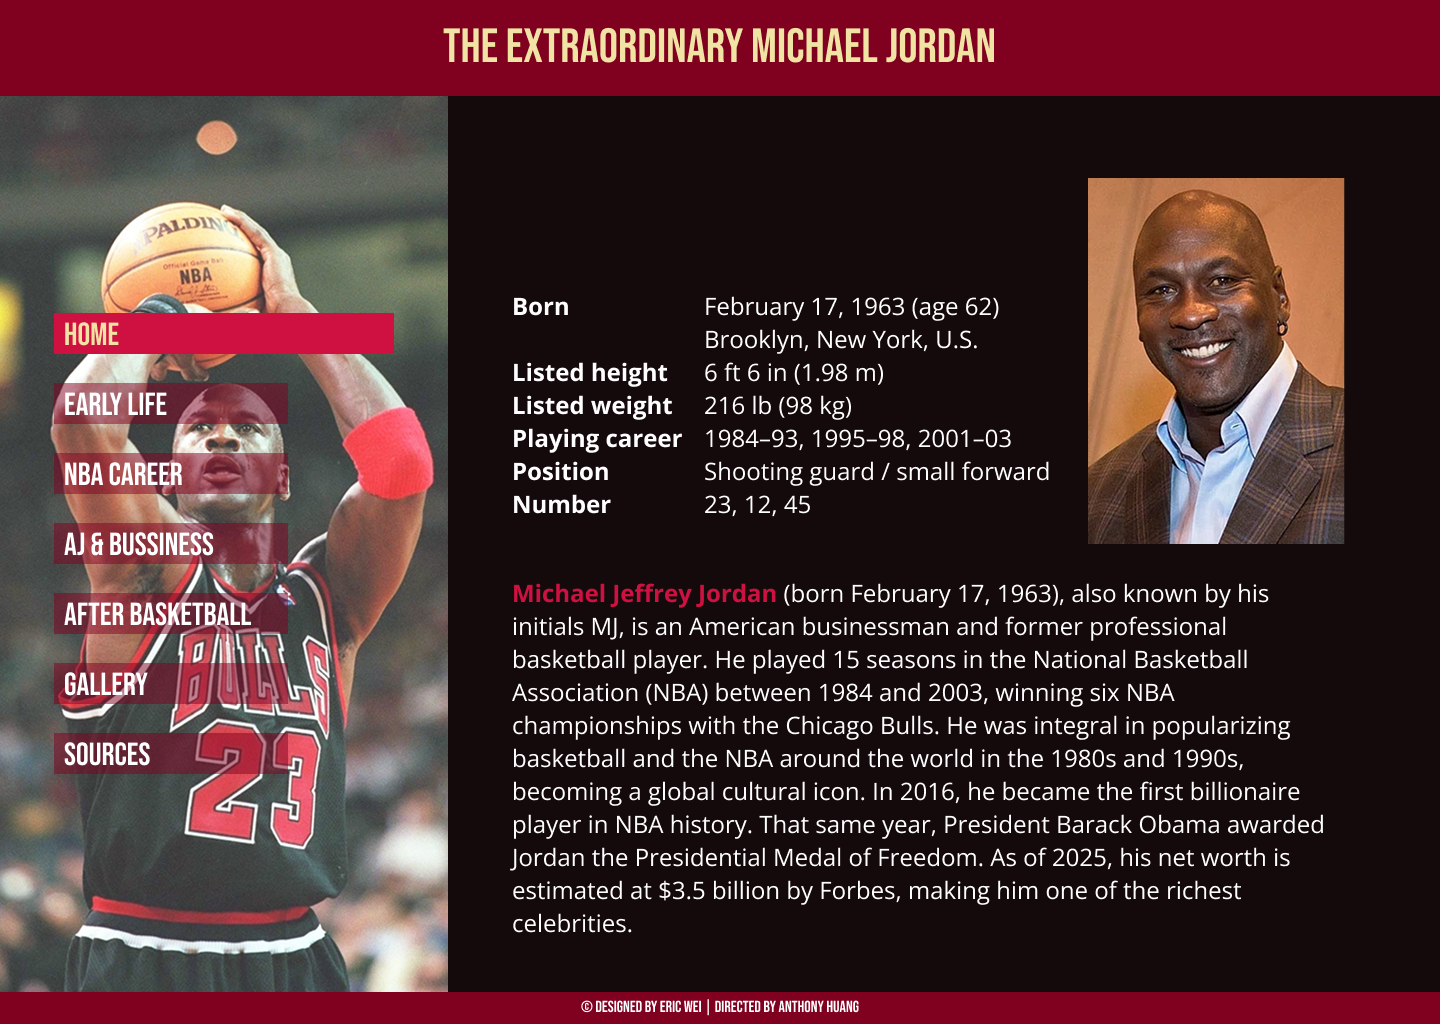 THE EXTRAORDINARY MICHAEL JORDAN
SPALDING
Official Game Ball
NBA
HOME
EARLY LIFE
NBA CAREER
AJ & BUSSINESS
AFTER BASKETBALL
GALLERY
SOURCES
BULLS
23
Born February 17, 1963 (age 62)
Brooklyn, New York, U.S.
Listed height 6 ft 6 in (1.98 m)
Listed weight 216 lb (98 kg)
Playing career 1984–93, 1995–98, 2001–03
Position Shooting guard / small forward
Number 23, 12, 45
Michael Jeffrey Jordan (born February 17, 1963), also known by his
initials MJ, is an American businessman and former professional
basketball player. He played 15 seasons in the National Basketball
Association (NBA) between 1984 and 2003, winning six NBA
championships with the Chicago Bulls. He was integral in popularizing
basketball and the NBA around the world in the 1980s and 1990s,
becoming a global cultural icon. In 2016, he became the first billionaire
player in NBA history. That same year, President Barack Obama awarded
Jordan the Presidential Medal of Freedom. As of 2025, his net worth is
estimated at $3.5 billion by Forbes, making him one of the richest
celebrities.
© DESIGNED BY ERIC WEI | DIRECTED BY ANTHONY HUANG